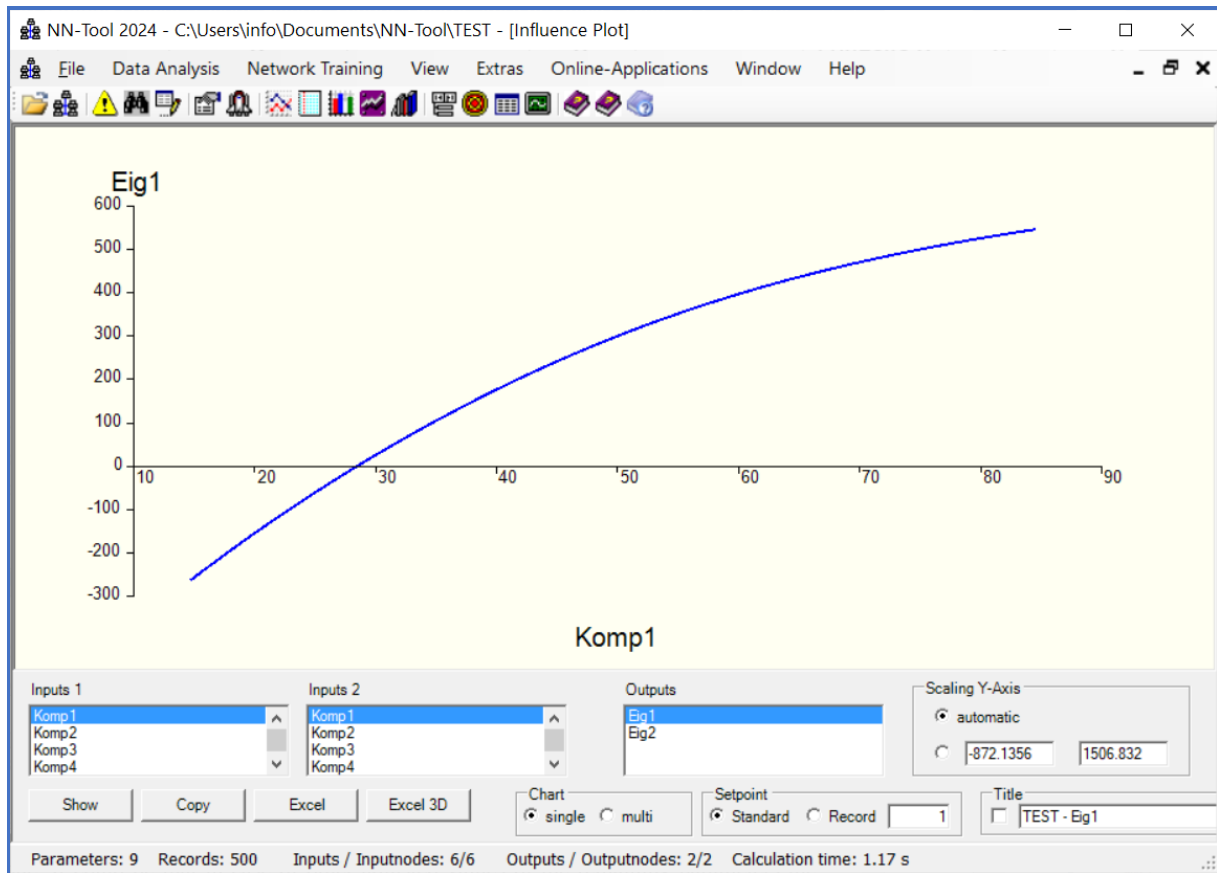 NN-Tool 2024 - C:\Users\info\Documents\NN-Tool\TEST - [Influence Plot]
File Data Analysis Network Training View Extras Online-Applications Window Help
Eig1
600
500
400
300
200
100
0
10 20 30 40 50 60 70 80 90
-100
-200
-300
Komp1
Inputs 1 Inputs 2 Outputs Scaling Y-Axis
Komp1 Komp1 Eig1 automatic
Komp2 Komp2 Eig2
Komp3 Komp3 -872.1356 1506.832
Komp4 Komp4
Chart Setpoint Title
Show Copy Excel Excel 3D single multi Standard Record 1 TEST - Eig1
Parameters: 9 Records: 500 Inputs / Inputnodes: 6/6 Outputs / Outputnodes: 2/2 Calculation time: 1.17 s